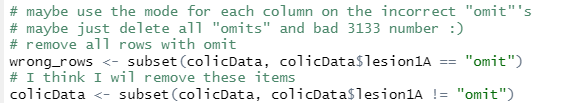 # maybe use the mode for each column on the incorrect "omit"'s
# maybe just delete all "omits" and bad 3133 number :)
# remove all rows with omit
wrong_rows <- subset(colicData, colicData$lesion1A == "omit")
# I think I wil remove these items
colicData <- subset(colicData, colicData$lesion1A != "omit")